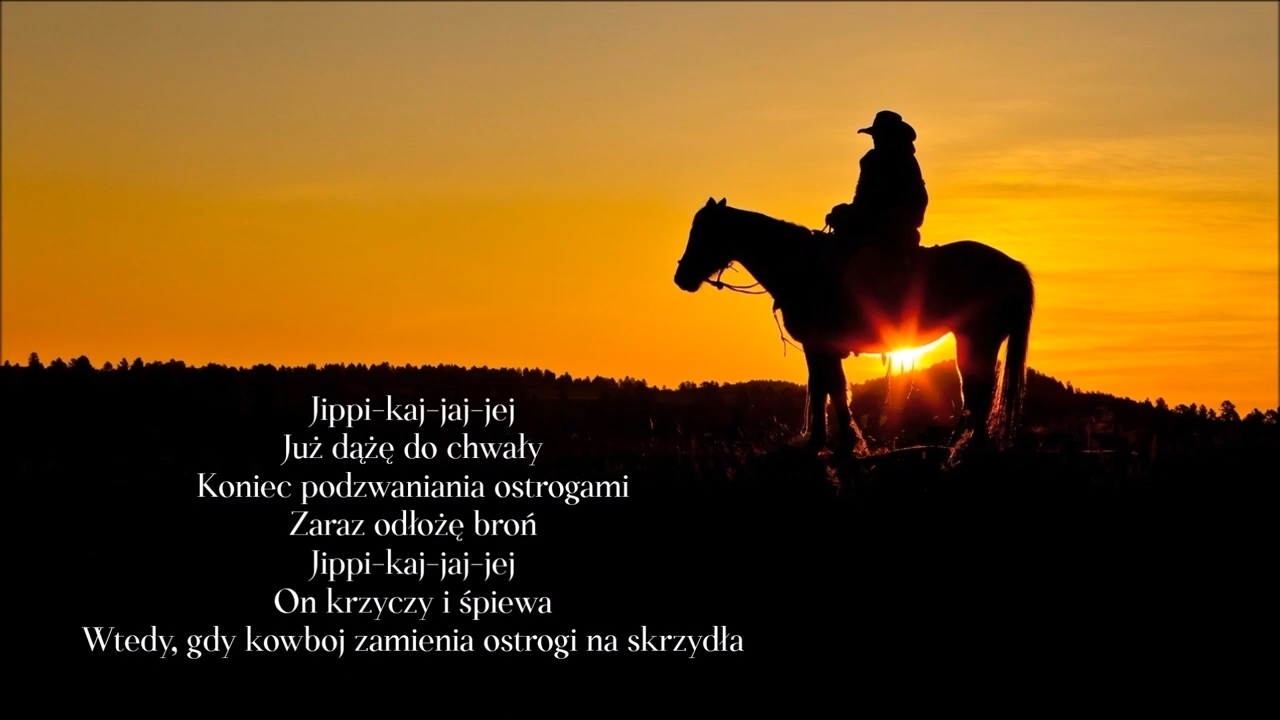 Jippi-kaj-jaj-jej
Już dążę do chwały
Koniec podzwaniania ostrogami
Zaraz odłożę broń
Jippi-kaj-jaj-jej
On krzyczy i śpiewa
Wtedy, gdy kowboj zamienia ostrogi na skrzydła